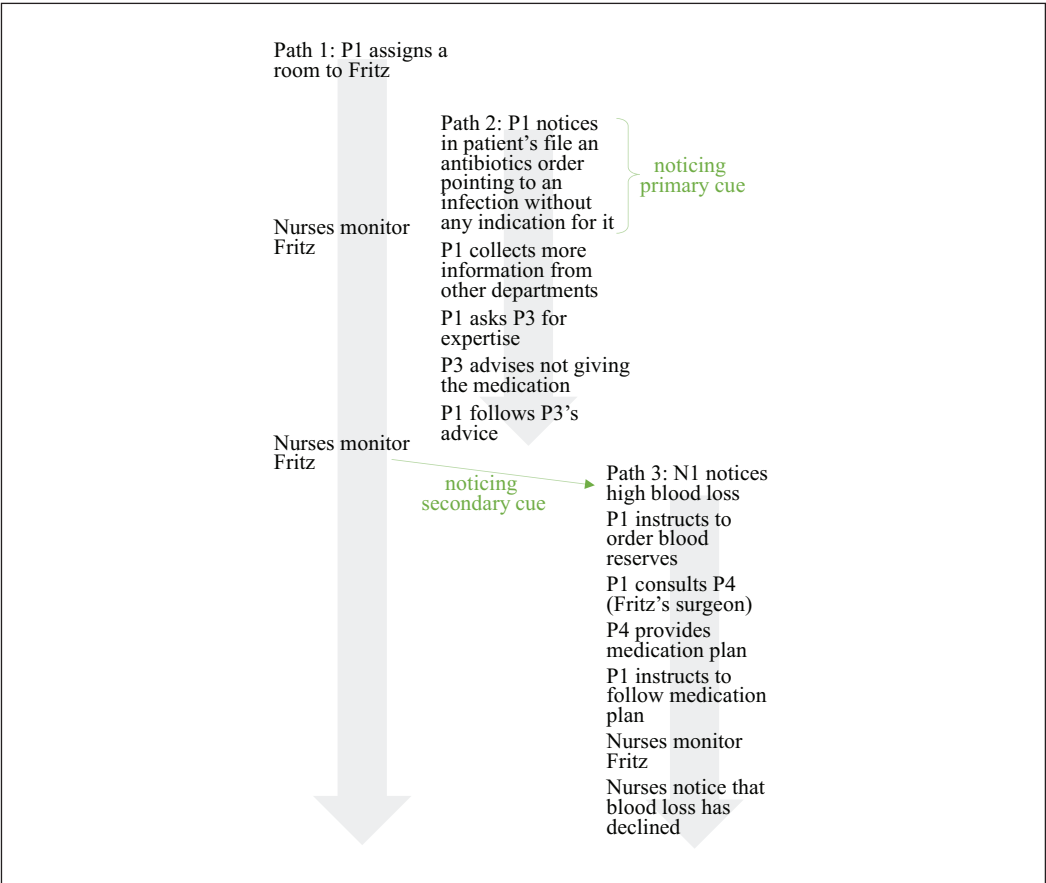 Path 1: P1 assigns a
room to Fritz
Path 2: P1 notices
in patient's file an
antibiotics order
pointing to an
infection without
any indication for it
noticing
primary cue
Nurses monitor
Fritz
P1 collects more
information from
other departments
P1 asks P3 for
expertise
P3 advises not giving
the medication
P1 follows P3’s
advice
Nurses monitor
Fritz
noticing
secondary cue
Path 3: N1 notices
high blood loss
P1 instructs to
order blood
reserves
P1 consults P4
(Fritz’s surgeon)
P4 provides
medication plan
P1 instructs to
follow medication
plan
Nurses monitor
Fritz
Nurses notice that
blood loss has
declined